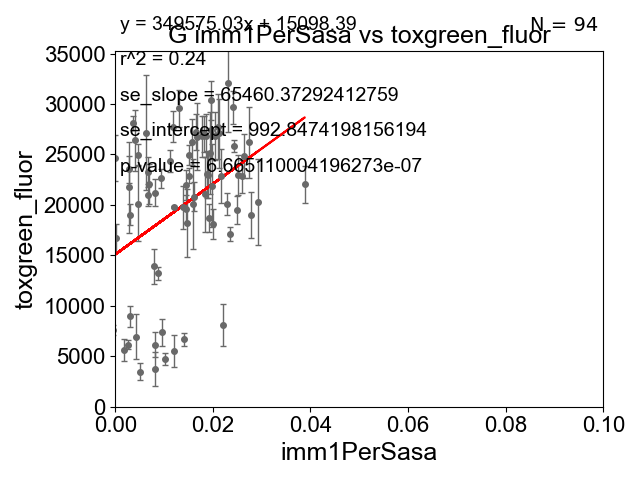 y = 349575.03x + 15098.39
N = 94
G imm1PerSasa vs toxgreen_fluor
r^2 = 0.24
se_slope = 65460.37292412759
se_intercept = 992.8474198156194
p-value = 6.665110004196273e-07
35000
30000
25000
20000
15000
10000
5000
0
toxgreen_fluor
0.00 0.02 0.04 0.06 0.08 0.10
imm1PerSasa